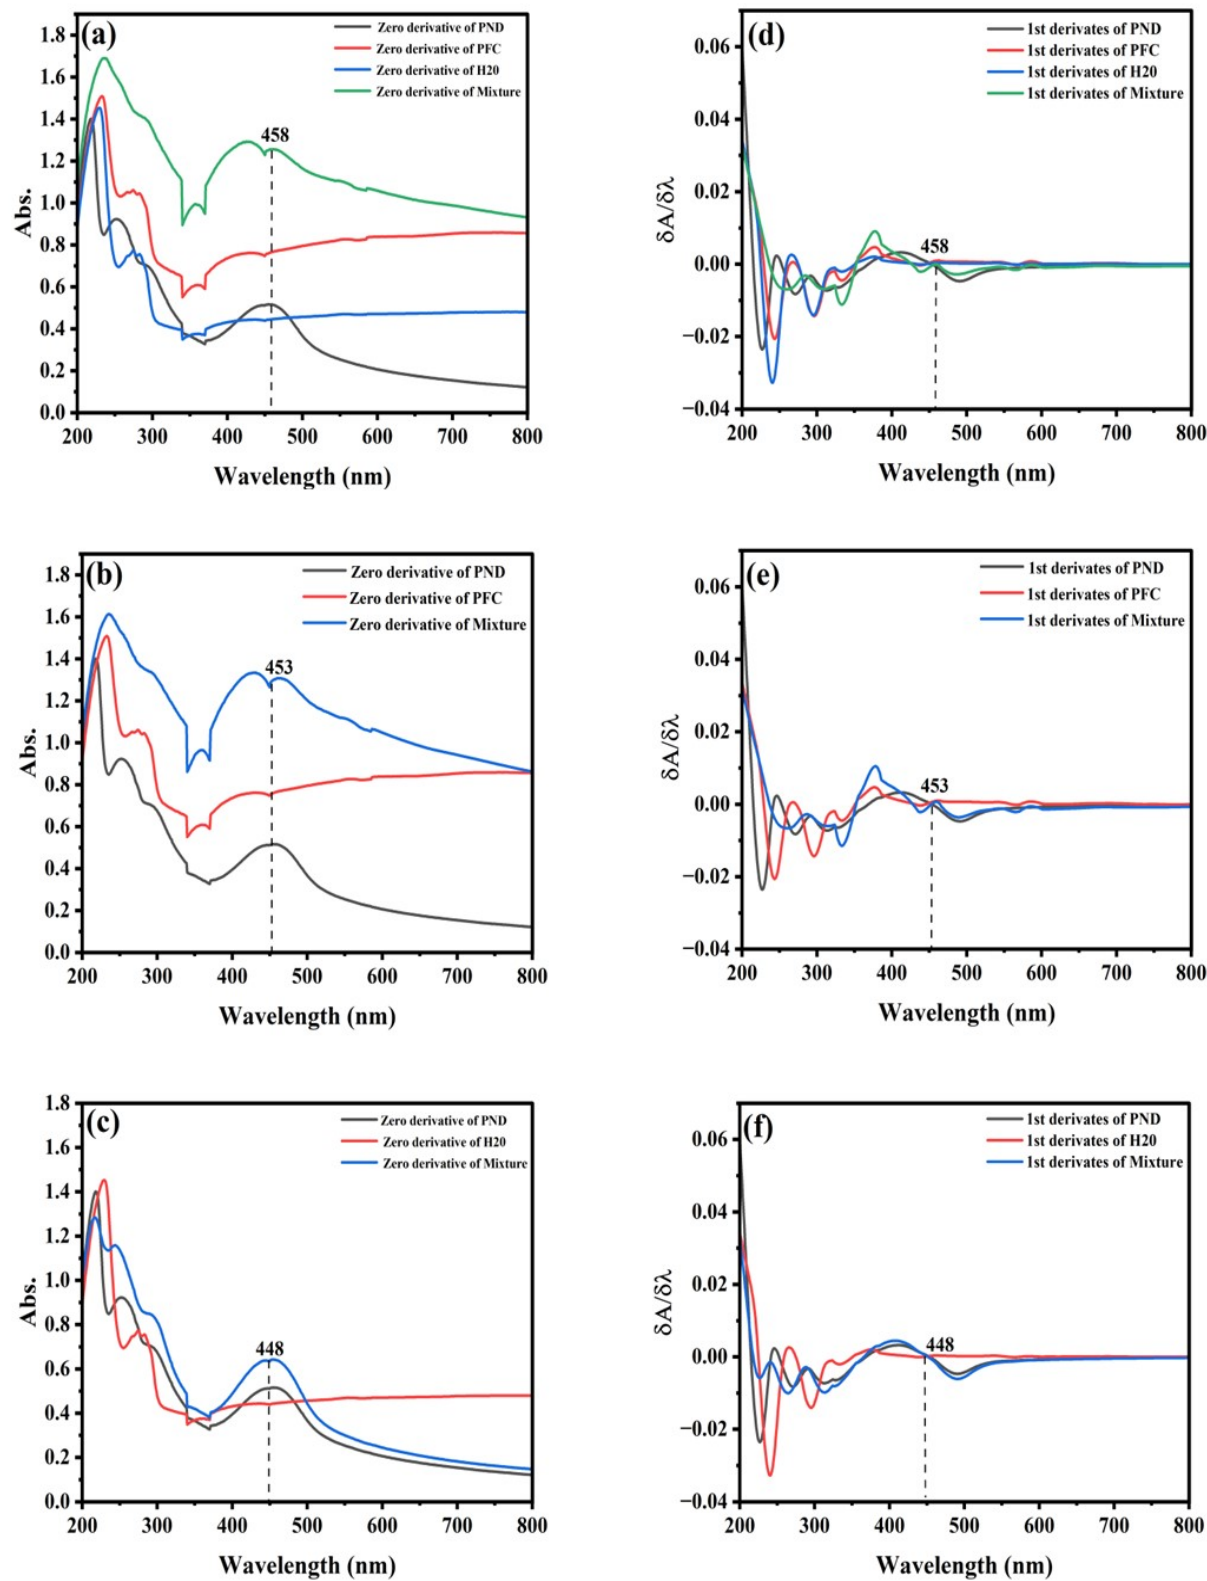 (a)
Zero derivative of PND
Zero derivative of PFC
Zero derivative of H20
Zero derivative of Mixture
458
1.8
1.6
1.4
1.2
1.0
0.8
0.6
0.4
0.2
0.0
Abs.
200 300 400 500 600 700 800
Wavelength (nm)
(d)
1st derivates of PND
1st derivates of PFC
1st derivates of H20
1st derivates of Mixture
458
0.06
0.04
0.02
0.00
−0.02
−0.04
δA/δλ
200 300 400 500 600 700 800
Wavelength (nm)
(b)
Zero derivative of PND
Zero derivative of PFC
Zero derivative of Mixture
453
1.8
1.6
1.4
1.2
1.0
0.8
0.6
0.4
0.2
0.0
Abs.
200 300 400 500 600 700 800
Wavelength (nm)
(e)
1st derivates of PND
1st derivates of PFC
1st derivates of Mixture
453
0.06
0.04
0.02
0.00
−0.02
−0.04
δA/δλ
200 300 400 500 600 700 800
Wavelength (nm)
(c)
Zero derivative of PND
Zero derivative of H20
Zero derivative of Mixture
448
1.8
1.6
1.4
1.2
1.0
0.8
0.6
0.4
0.2
0.0
Abs.
200 300 400 500 600 700 800
Wavelength (nm)
(f)
1st derivates of PND
1st derivates of H20
1st derivates of Mixture
448
0.06
0.04
0.02
0.00
−0.02
−0.04
δA/δλ
200 300 400 500 600 700 800
Wavelength (nm)